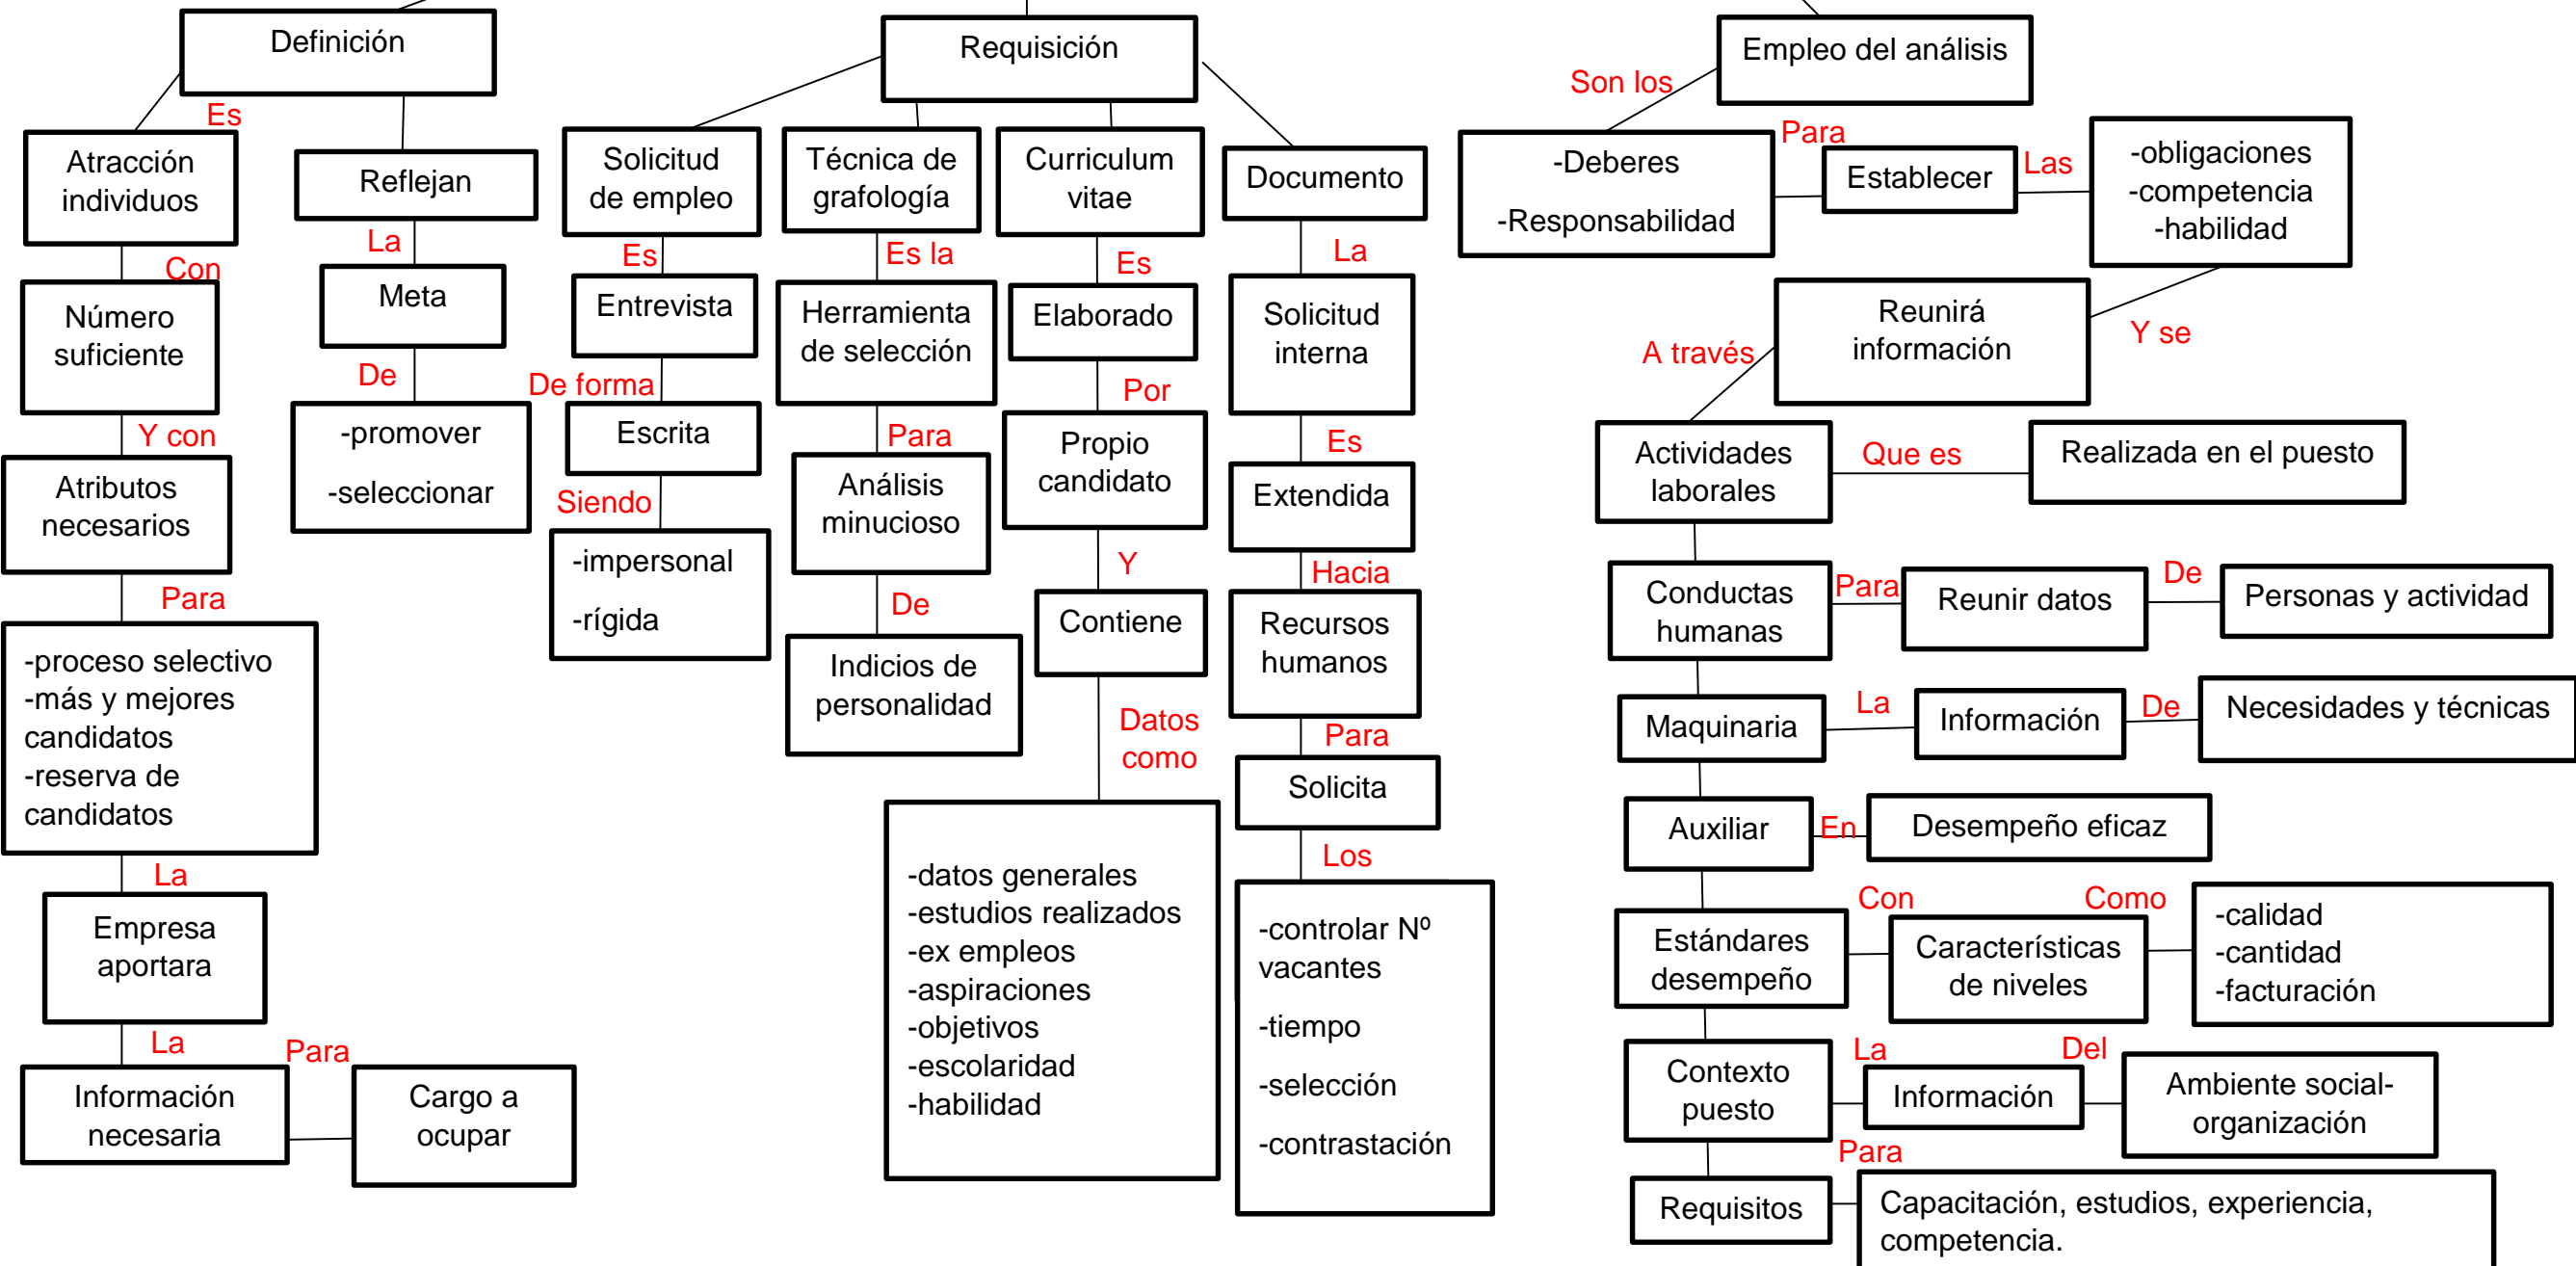 Definición
Es
Atracción
individuos
Con
Número
suficiente
Y con
Atributos
necesarios
Para
-proceso selectivo
-más y mejores
candidatos
-reserva de
candidatos
La
Empresa
aportara
La
Información
necesaria
Para
Cargo a
ocupar
Reflejan
La
Meta
De
-promover
-seleccionar
Requisición
Solicitud
de empleo
Es
Entrevista
De forma
Escrita
Siendo
-impersonal
-rígida
Técnica de
grafología
Es la
Herramienta
de selección
Para
Análisis
minucioso
De
Indicios de
personalidad
Curriculum
vitae
Es
Elaborado
Por
Propio
candidato
Y
Contiene
Datos
como
-datos generales
-estudios realizados
-ex empleos
-aspiraciones
-objetivos
-escolaridad
-habilidad
Documento
La
Solicitud
interna
Es
Extendida
Hacia
Recursos
humanos
Para
Solicita
Los
-controlar Nº
vacantes
-tiempo
-selección
-contrastación
Empleo del análisis
Son los
-Deberes
-Responsabilidad
Para
Establecer
Las
-obligaciones
-competencia
-habilidad
Y se
Reunirá
información
A través
Actividades
laborales
Que es
Realizada en el puesto
Conductas
humanas
Para
Reunir datos
De
Personas y actividad
Maquinaria
La
Información
De
Necesidades y técnicas
Auxiliar
En
Desempeño eficaz
Estándares
desempeño
Con
Característícas
de niveles
Como
-calidad
-cantidad
-facturación
Contexto
puesto
La
Información
Del
Ambiente social-
organización
Requisitos
Para
Capacitación, estudios, experiencia,
competencia.